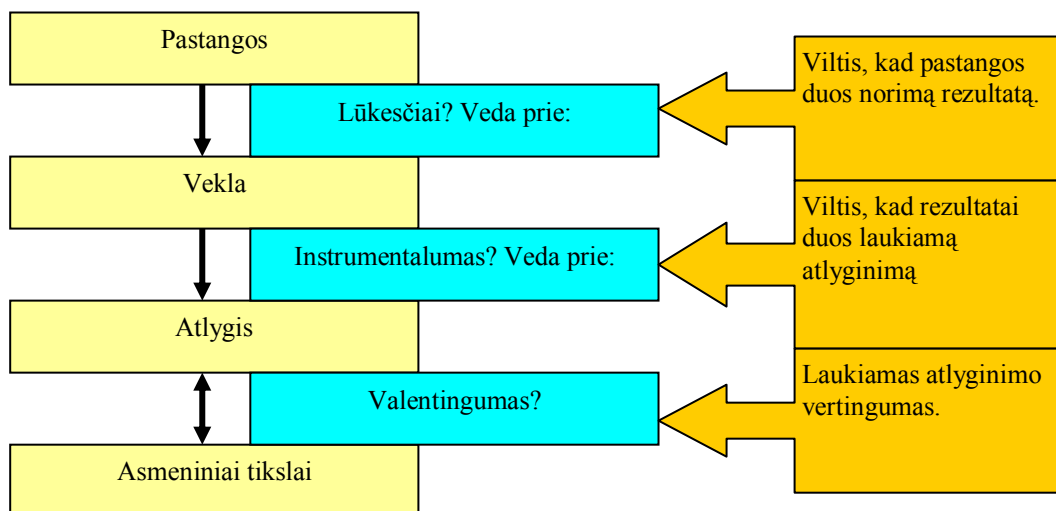 Pastangos
Viltis, kad pastangos
duos norimą rezultatą.
Lūkesčiai? Veda prie:
Vekla
Viltis, kad rezultatai
duos laukiamą
atlyginimą
Instrumentalumas? Veda prie:
Atlygis
Laukiamas atlyginimo
vertingumas.
Valentingumas?
Asmeniniai tikslai